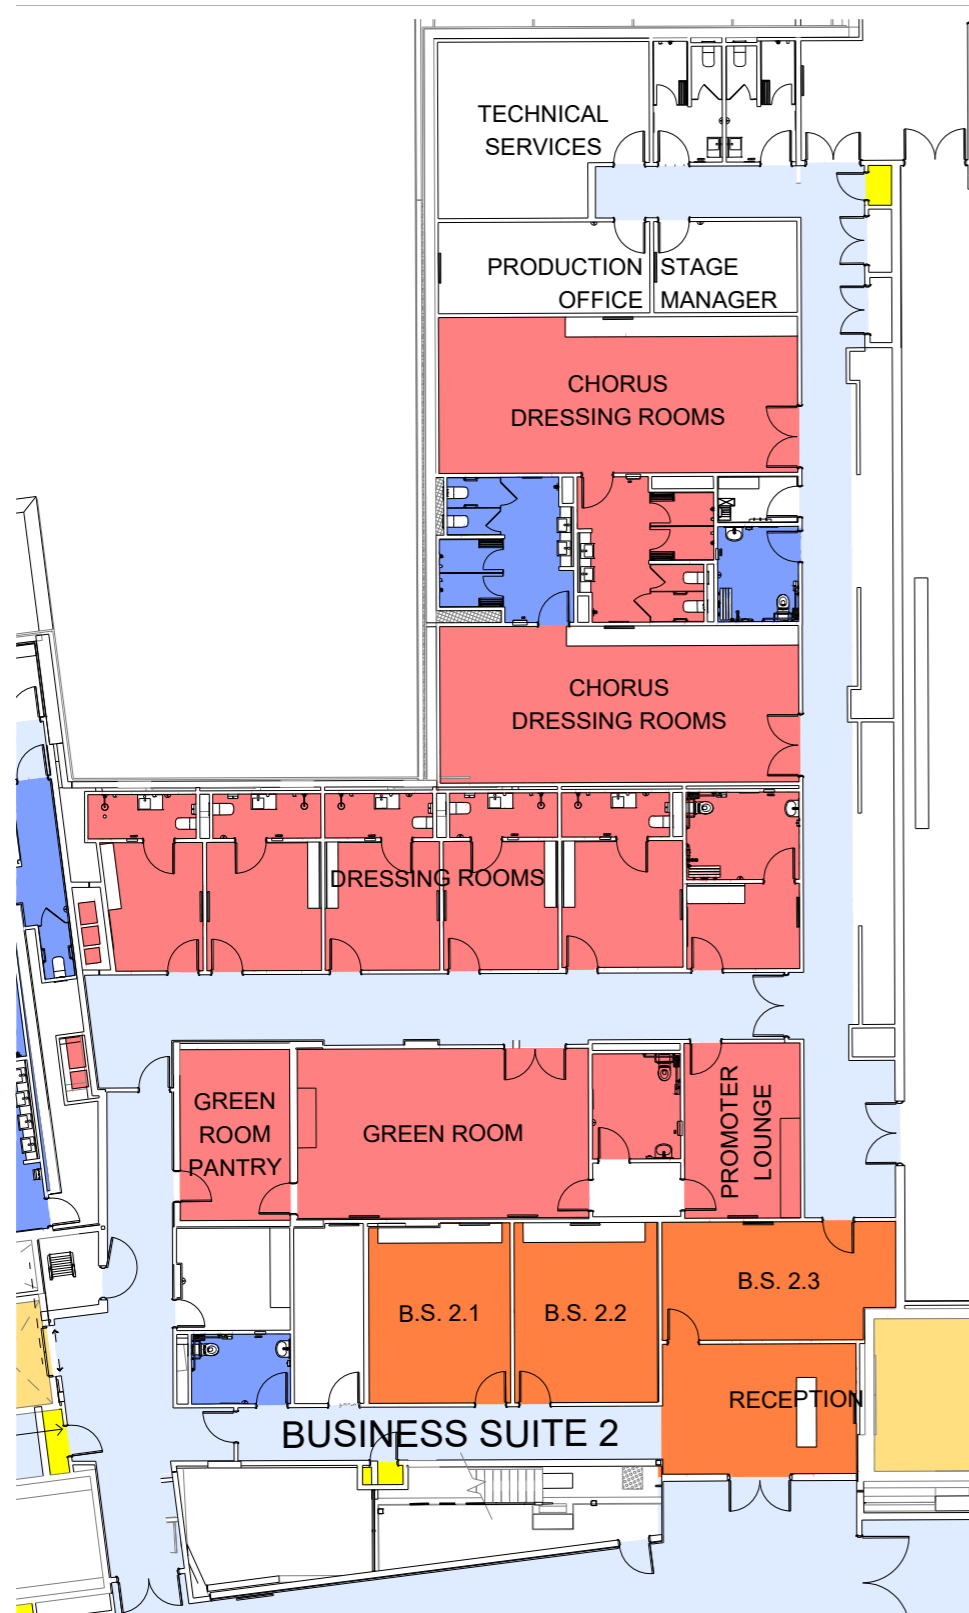 TECHNICAL
SERVICES
PRODUCTION
OFFICE
STAGE
MANAGER
CHORUS
DRESSING ROOMS
CHORUS
DRESSING ROOMS
DRESSING ROOMS
GREEN
ROOM
PANTRY
GREEN ROOM
PROMOTER
LOUNGE
B.S. 2.1
B.S. 2.2
B.S. 2.3
RECEPTION
BUSINESS SUITE 2